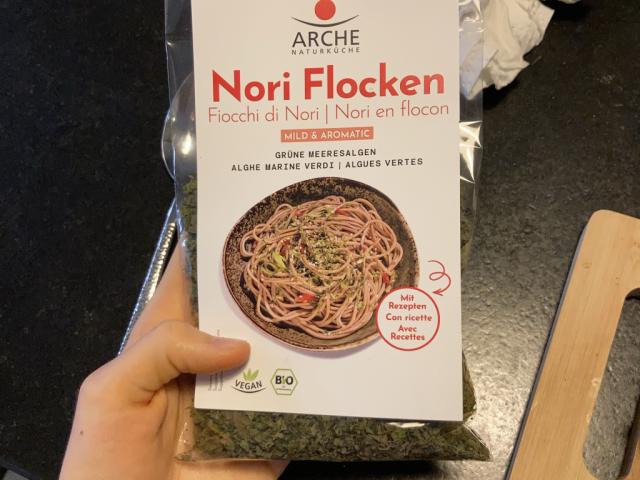 ARCHE
NATURKÜCHE
Nori Flocken
Fiocchi di Nori | Nori en flocon
MILD & AROMATIC
GRÜNE MEERESALGEN
ALGHE MARINE VERDI | ALGUES VERTES
Mit
Rezepten
Con ricette
Avec
Recettes
VEGAN
BIO